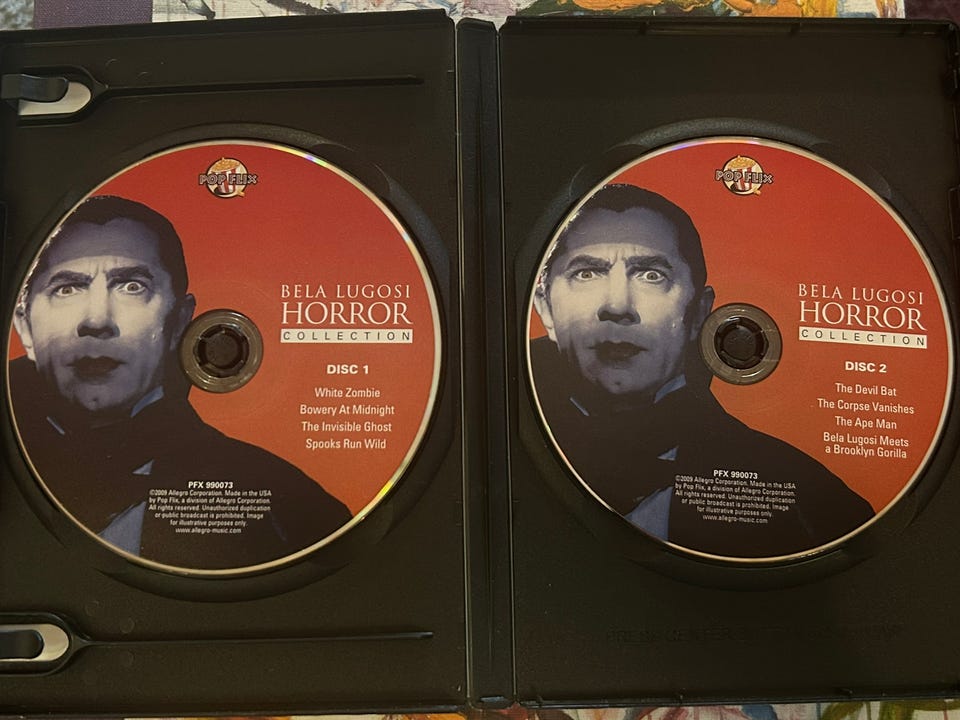 POP FLIX
BELA LUGOSI
HORROR
COLLECTION
DISC 1
White Zombie
Bowery At Midnight
The Invisible Ghost
Spooks Run Wild
PFX 990073
©2009 Allegro Corporation. Made in the USA
by Pop Flix, a division of Allegro Corporation.
All rights reserved. Unauthorized duplication
or public broadcast is prohibited. Image
for illustrative purposes only.
www.allegro-music.com
POP FLIX
BELA LUGOSI
HORROR
COLLECTION
DISC 2
The Devil Bat
The Corpse Vanishes
The Ape Man
Bela Lugosi Meets
a Brooklyn Gorilla
PFX 990073
©2009 Allegro Corporation. Made in the USA
by Pop Flix, a division of Allegro Corporation.
All rights reserved. Unauthorized duplication
or public broadcast is prohibited. Image
for illustrative purposes only.
www.allegro-music.com